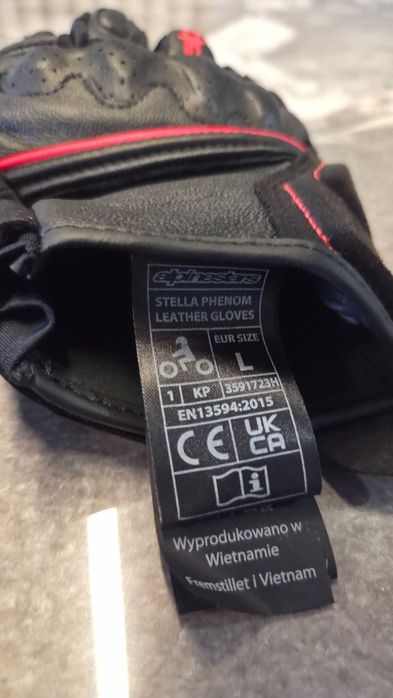 alpinestars
STELLA PHENOM
LEATHER GLOVES
EUR SIZE
L
1 KP 3591723H
EN13594:2015
CE UK CA
Wyprodukowano w
Wietnamie
Fremstillet i Vietnam